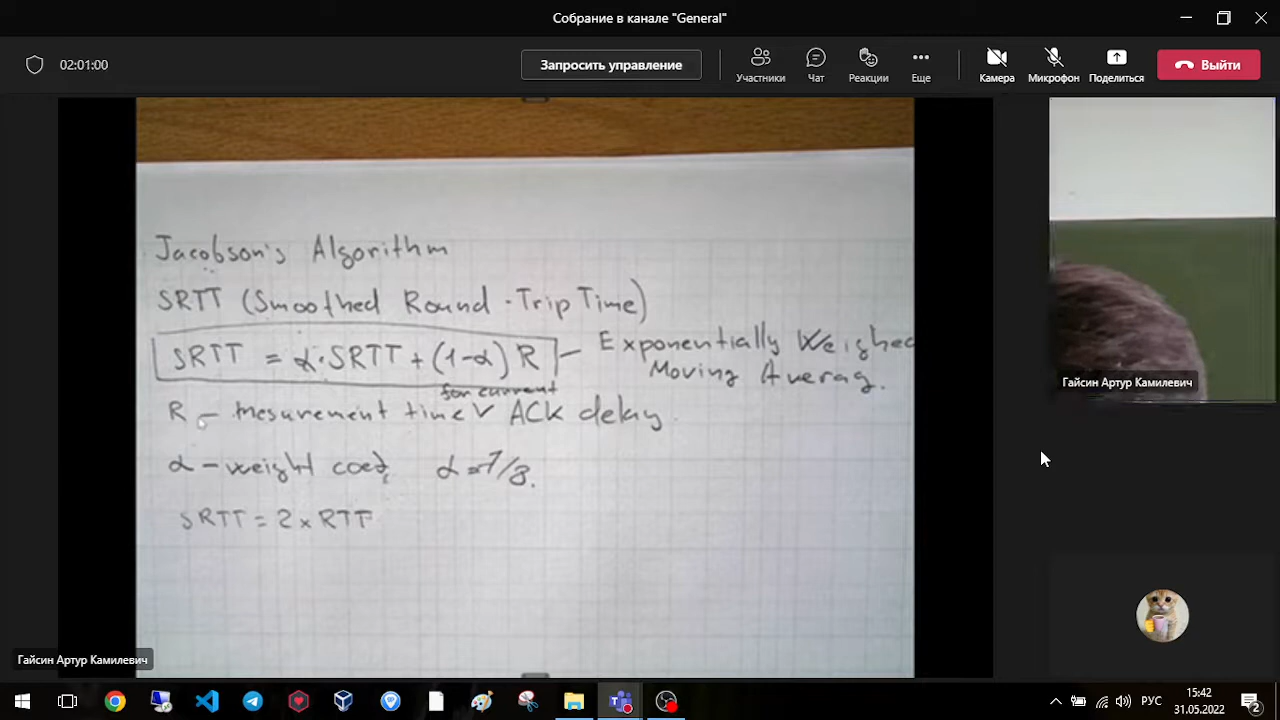 Собрание в канале "General"
02:01:00
Запросить управление
Участники
Чат
Реакции
Еще
Камера
Микрофон
Поделиться
Выйти
Jacobson's Algorithm
SRTT (Smoothed Round-Trip Time)
SRTT = α·SRTT + (1-α) R — Exponentially Weighed
Moving Averag.
for current
R – mesurement time ∨ ACK delay
α – weight coef, α = 7/8.
SRTT = 2 × RTT
Гайсин Артур Камилевич
Гайсин Артур Камилевич
РУС
15:42
31.05.2022
2